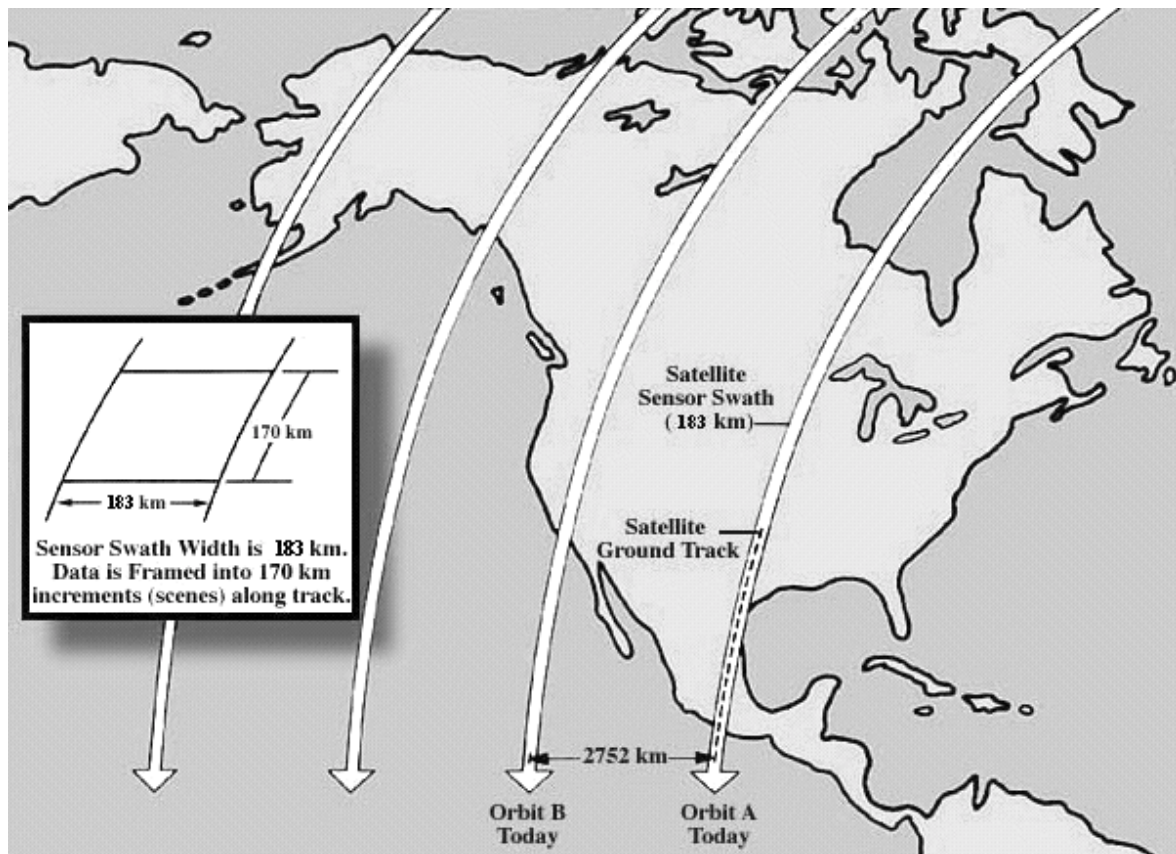 Satellite
Sensor Swath
(183 km)
170 km
183 km
Sensor Swath Width is 183 km.
Data is Framed into 170 km
increments (scenes) along track.
Satellite
Ground Track
2752 km
Orbit B
Today
Orbit A
Today